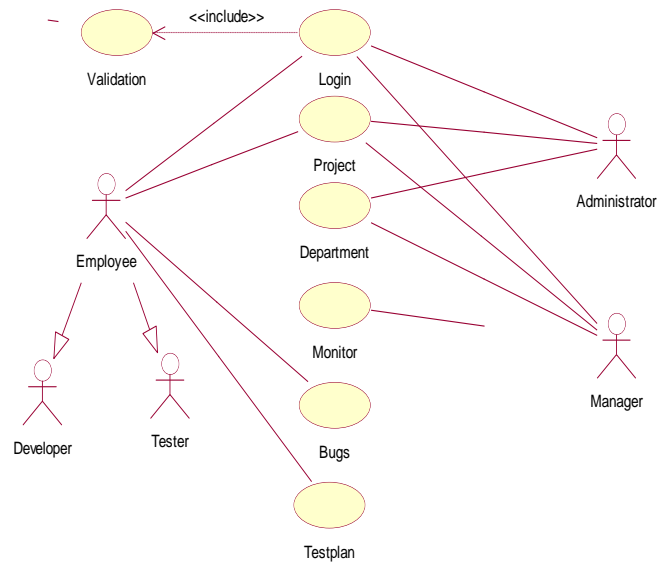 <<include>>
Validation
Login
Project
Administrator
Department
Employee
Monitor
Manager
Developer
Tester
Bugs
Testplan